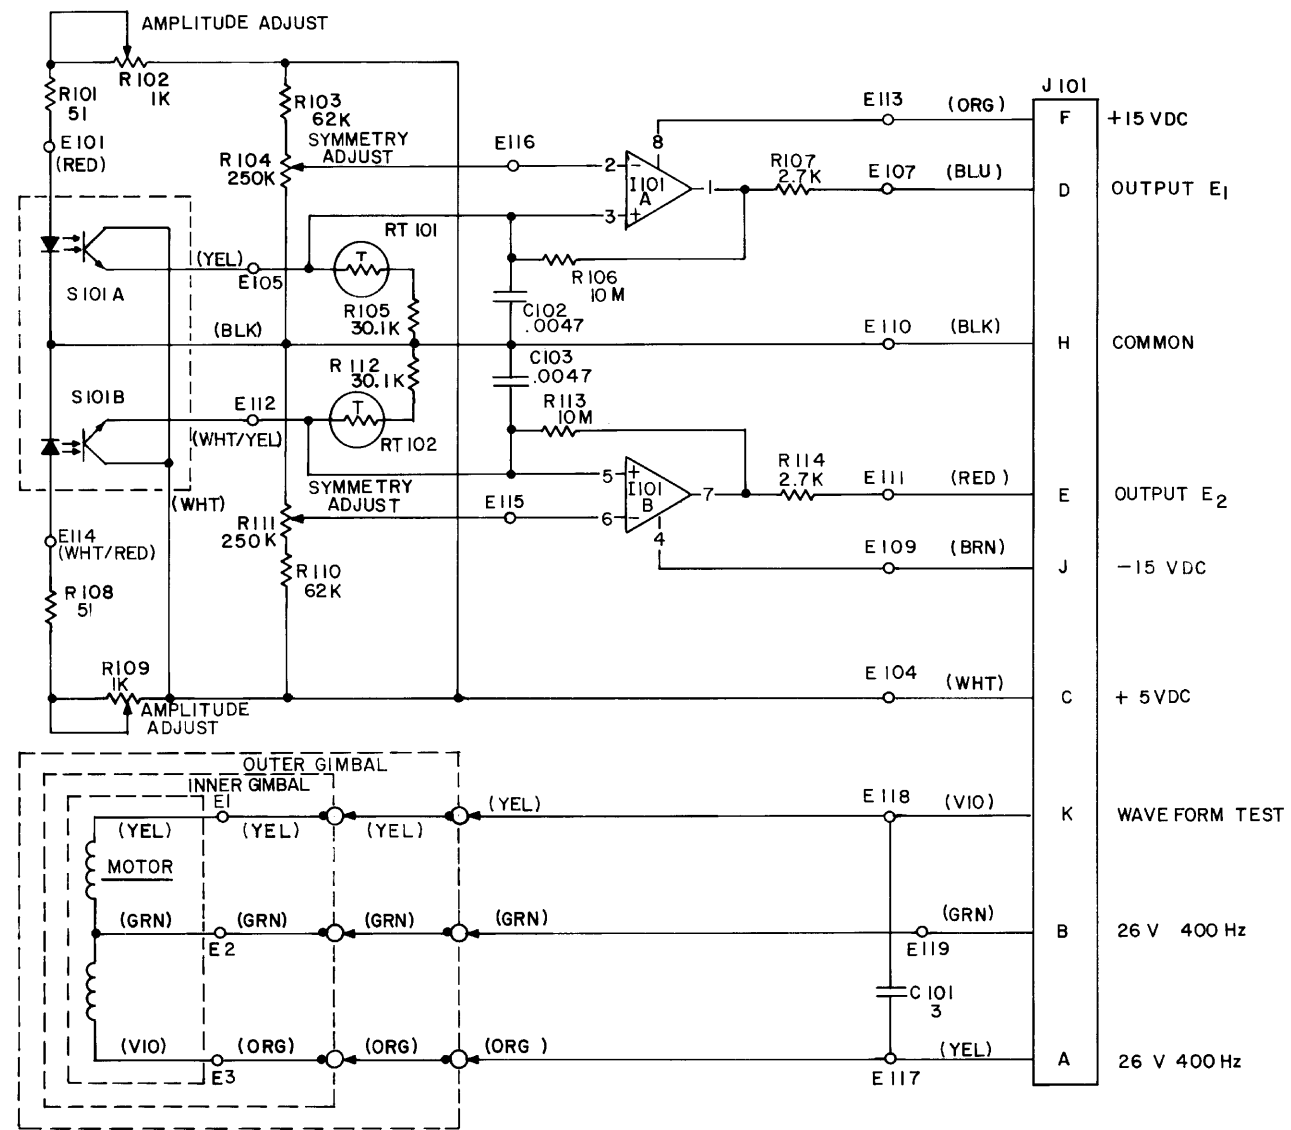 AMPLITUDE ADJUST
R102
1K
R101
51
E101
(RED)
R103
62K
SYMMETRY
ADJUST
R104
250K
E116
2
3
8
1
I101
A
E113
(ORG)
J101
F
+15 VDC
R107
2.7K
E107
(BLU)
D
OUTPUT E1
S101A
(YEL)
E105
RT 101
T
R105
30.1K
R106
10M
C102
.0047
(BLK)
E110
(BLK)
H
COMMON
C103
.0047
R112
30.1K
S101B
E112
(WHT/YEL)
T
RT102
R113
10M
5
6
7
4
I101
B
R114
2.7K
E111
(RED)
E
OUTPUT E2
(WHT)
SYMMETRY
ADJUST
R111
250K
E115
E109
(BRN)
J
-15 VDC
E114
(WHT/RED)
R108
51
R110
62K
R109
1K
AMPLITUDE
ADJUST
E104
(WHT)
C
+ 5VDC
OUTER GIMBAL
INNER GIMBAL
E1
(YEL)
(YEL)
(YEL)
(YEL)
E118
(VIO)
K
WAVEFORM TEST
MOTOR
(GRN)
(GRN)
(GRN)
(GRN)
E2
(GRN)
E119
B
26 V 400 Hz
C101
3
(VIO)
(ORG)
(ORG)
(ORG)
E3
(YEL)
E117
A
26 V 400 Hz